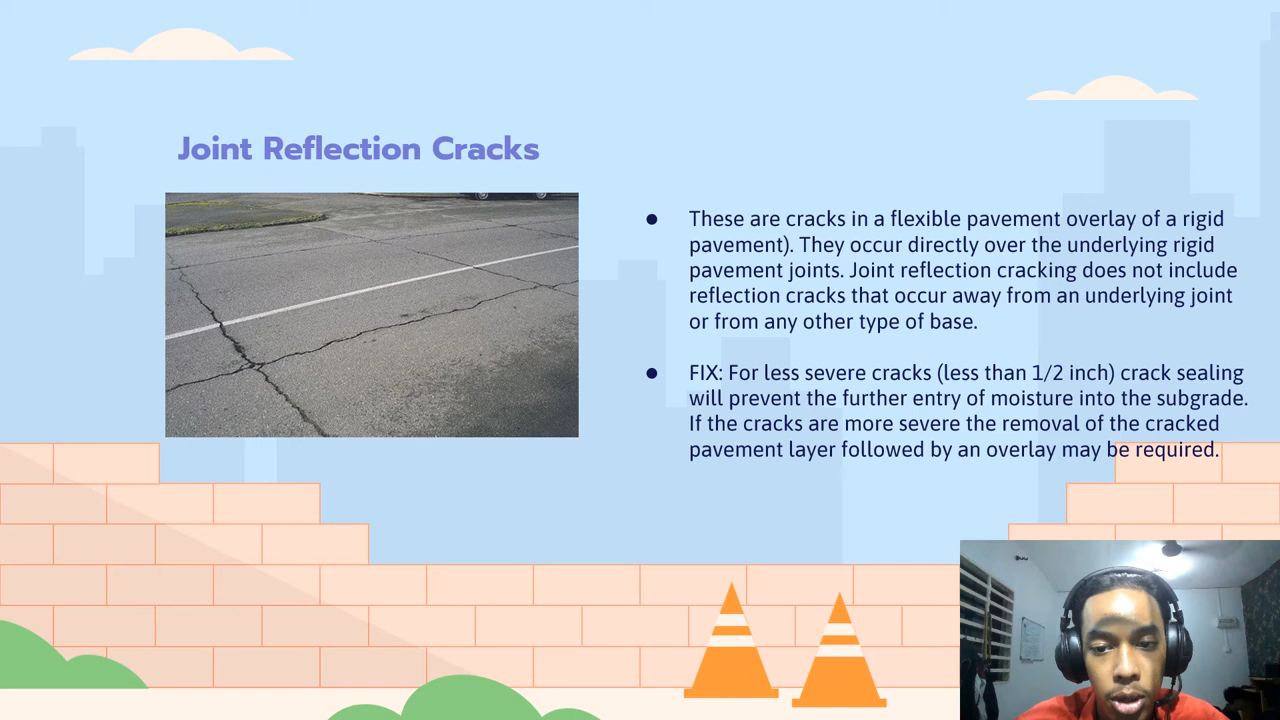 Joint Reflection Cracks
● These are cracks in a flexible pavement overlay of a rigid
pavement). They occur directly over the underlying rigid
pavement joints. Joint reflection cracking does not include
reflection cracks that occur away from an underlying joint
or from any other type of base.
● FIX: For less severe cracks (less than 1/2 inch) crack sealing
will prevent the further entry of moisture into the subgrade.
If the cracks are more severe the removal of the cracked
pavement layer followed by an overlay may be required.